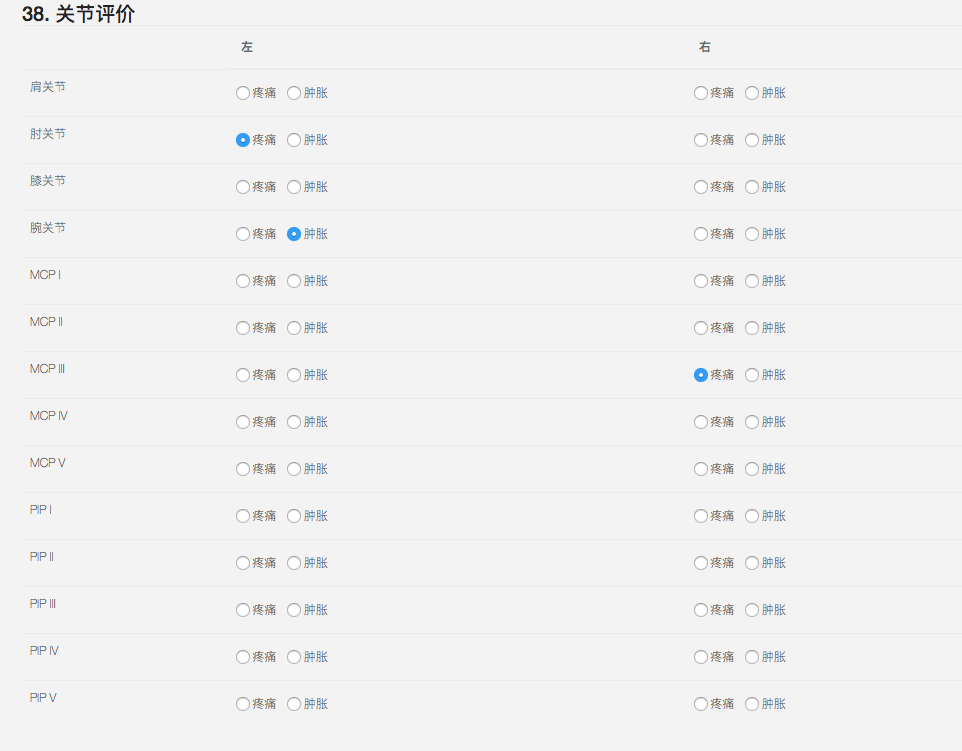 38. 关节评价
左 右
肩关节 疼痛 肿胀 疼痛 肿胀
肘关节 疼痛 肿胀 疼痛 肿胀
膝关节 疼痛 肿胀 疼痛 肿胀
腕关节 疼痛 肿胀 疼痛 肿胀
MCP I 疼痛 肿胀 疼痛 肿胀
MCP II 疼痛 肿胀 疼痛 肿胀
MCP III 疼痛 肿胀 疼痛 肿胀
MCP IV 疼痛 肿胀 疼痛 肿胀
MCP V 疼痛 肿胀 疼痛 肿胀
PIP I 疼痛 肿胀 疼痛 肿胀
PIP II 疼痛 肿胀 疼痛 肿胀
PIP III 疼痛 肿胀 疼痛 肿胀
PIP IV 疼痛 肿胀 疼痛 肿胀
PIP V 疼痛 肿胀 疼痛 肿胀